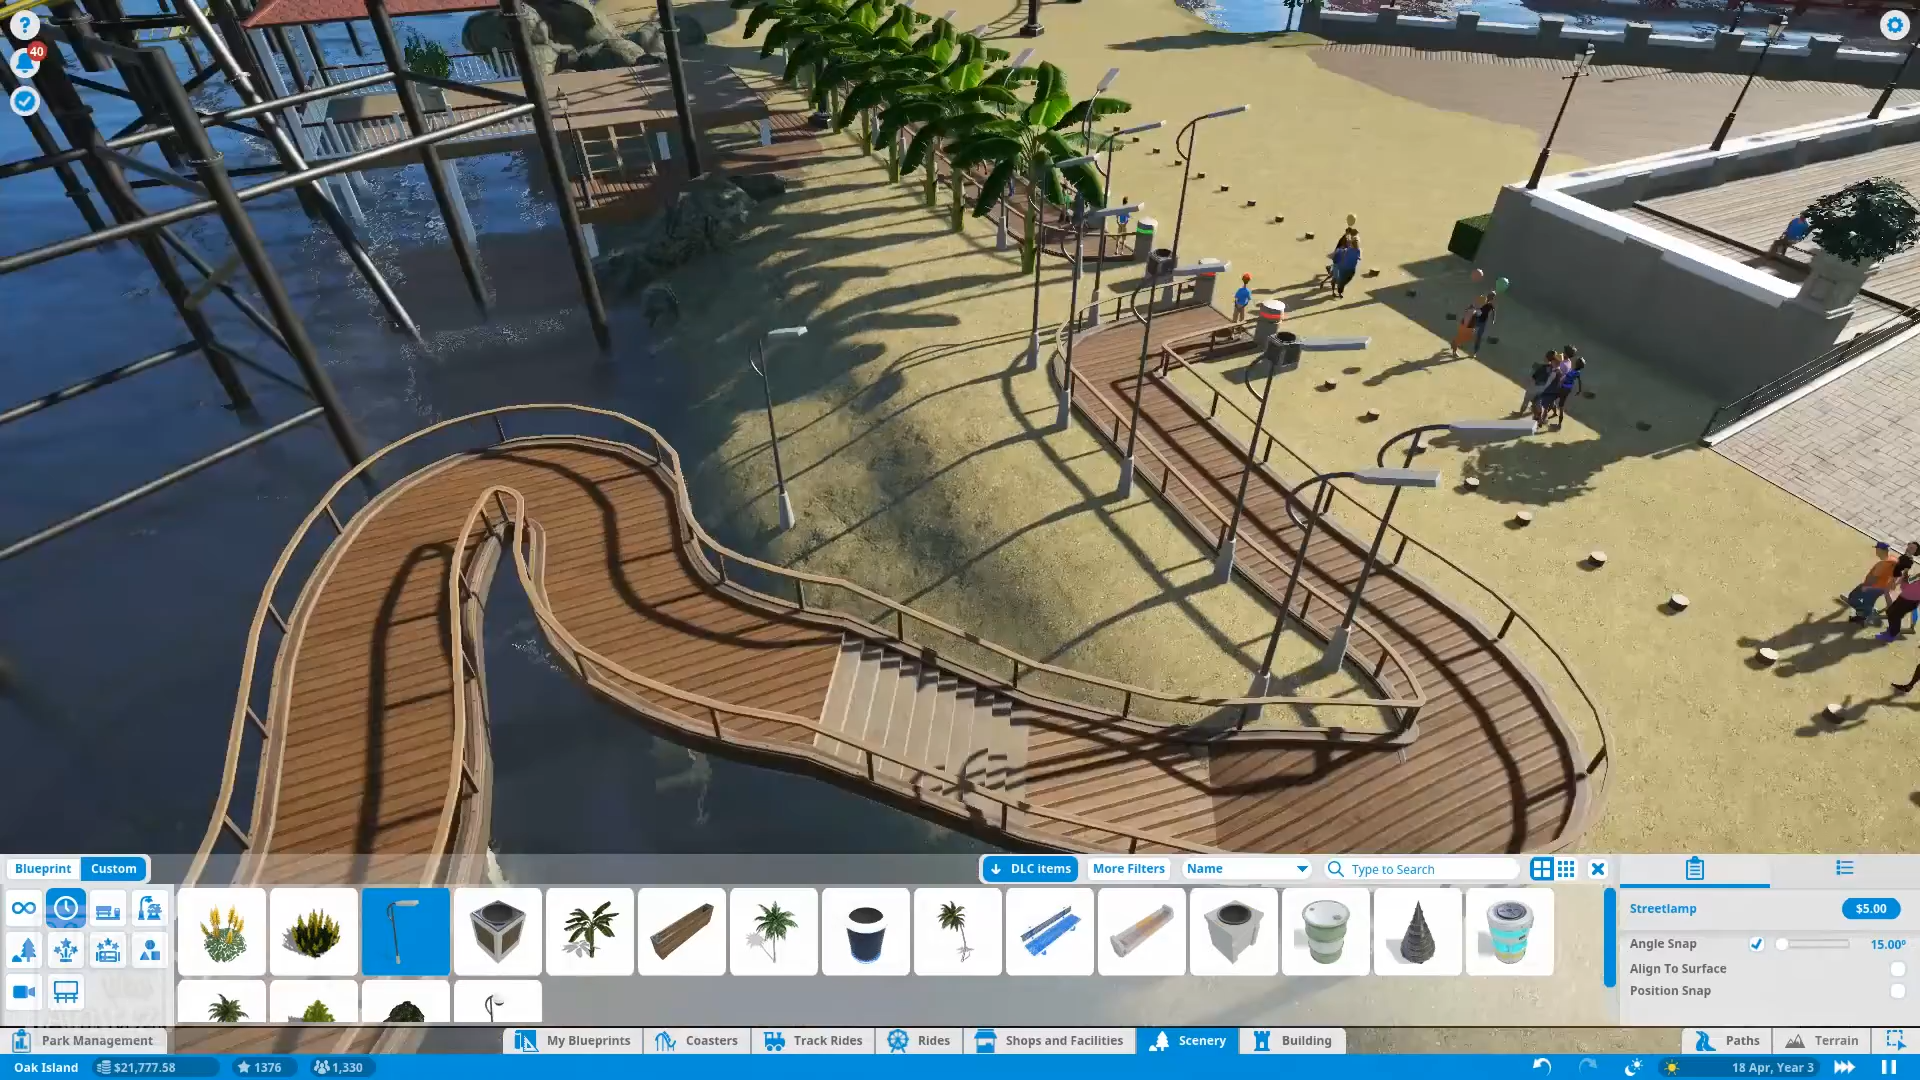 ?
40
Blueprint
Custom
DLC items
More Filters
Name
Type to Search
Streetlamp
$5.00
Angle Snap
15.00°
Align To Surface
Position Snap
Park Management
My Blueprints
Coasters
Track Rides
Rides
Shops and Facilities
Scenery
Building
Paths
Terrain
Oak Island
$21,777.58
1376
1,330
18 Apr, Year 3